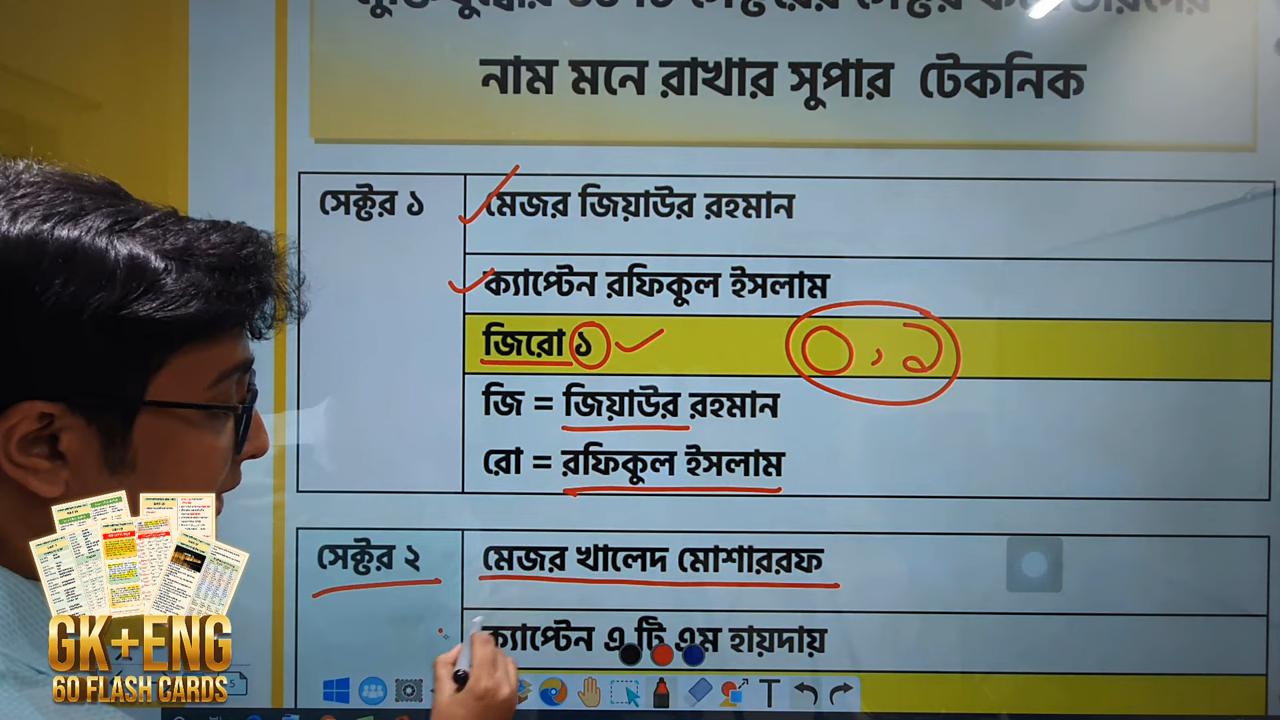 নাম মনে রাখার সুপার টেকনিক
সেক্টর ১
মেজর জিয়াউর রহমান
ক্যাপ্টেন রফিকুল ইসলাম
জিরো ১
০, ১
জি = জিয়াউর রহমান
রো = রফিকুল ইসলাম
সেক্টর ২
মেজর খালেদ মোশাররফ
ক্যাপ্টেন এ টি এম হায়দায়
GK+ENG
60 FLASH CARDS